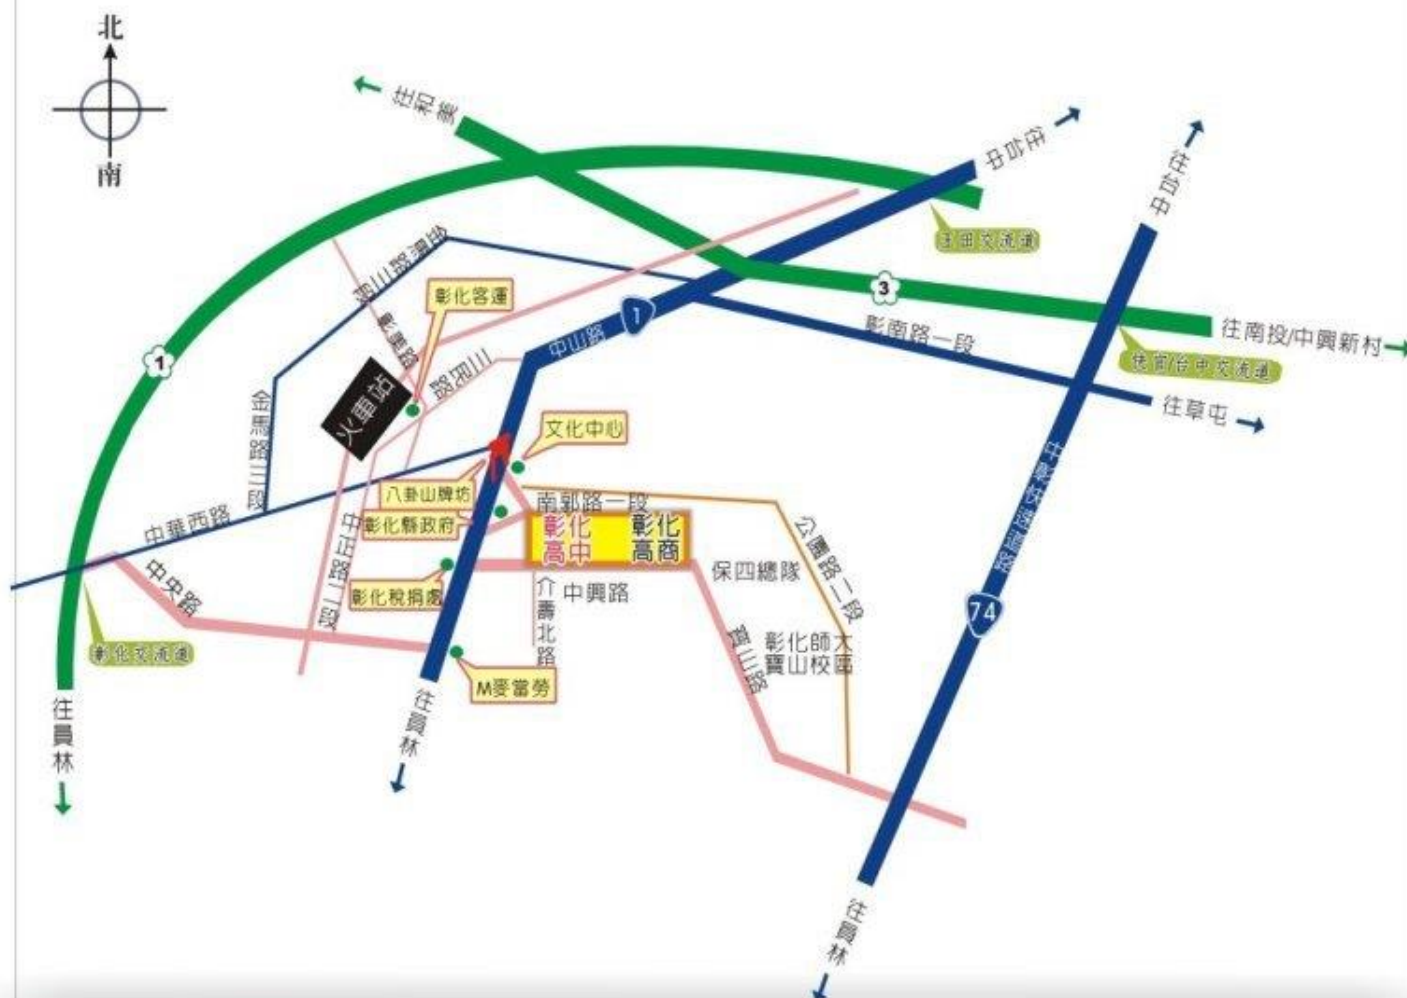 北
南
往和美
往台中
往台中
王田交流道
彰化客運
1
3
彰南路一段
往南投/中興新村
快官/台中交流道
往草屯
中山路
1
三民路
火車站
金馬路三段
文化中心
中華西路
八卦山牌坊
彰化縣政府
南郭路一段
彰化
高中
彰化
高商
中正路一段
公園路二段
中彰快速道路
74
中央路
保四總隊
彰化稅捐處
介壽北路
中興路
彰化交流道
寶山路
彰化師大
寶山校區
M麥當勞
往員林
往員林
往員林